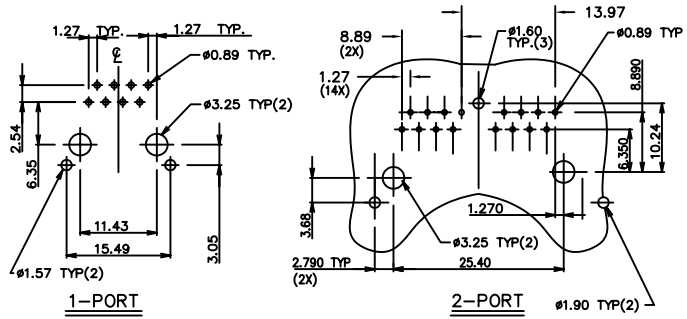 1.27 TYP. 1.27 TYP.
℄
ø0.89 TYP.
2.54
6.35
ø3.25 TYP(2)
11.43
15.49
3.05
ø1.57 TYP(2)
1-PORT
8.89
(2X)
ø1.60
TYP.(3)
13.97
ø0.89 TYP
1.27
(14X)
8.890
6.350
10.24
3.68
1.270
ø3.25 TYP(2)
2.790 TYP
(2X)
25.40
2-PORT
ø1.90 TYP(2)